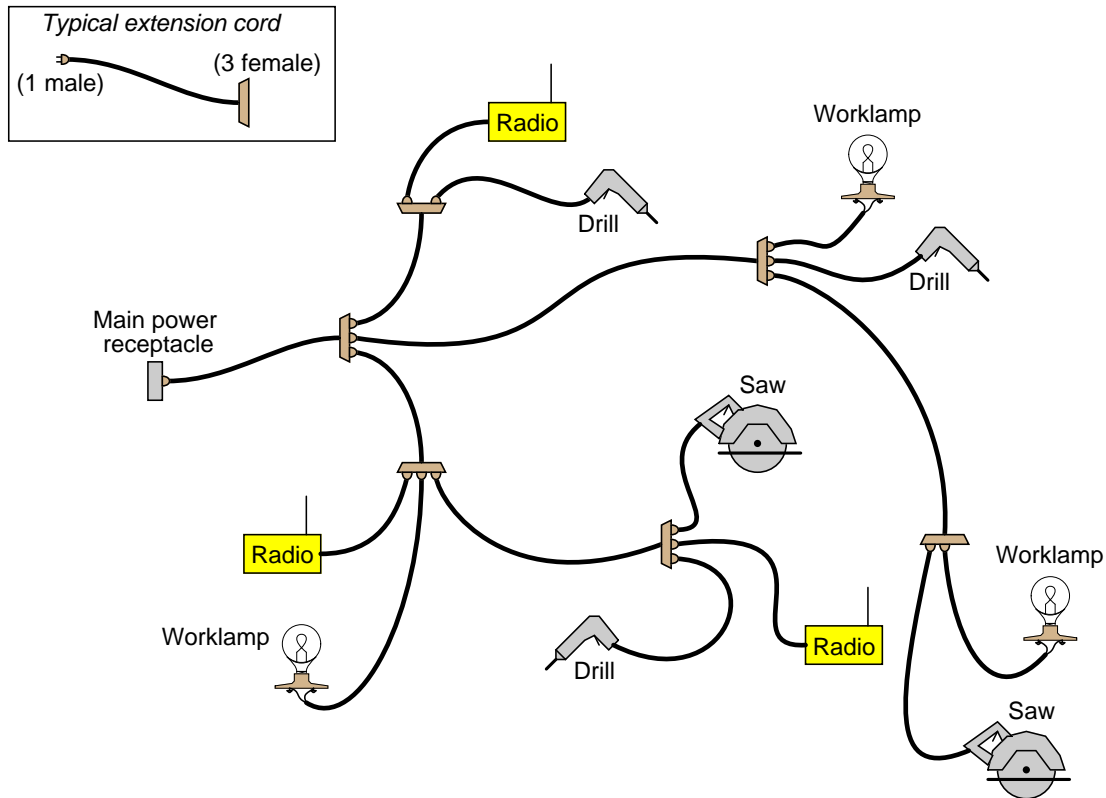 Typical extension cord
(3 female)
(1 male)
Radio
Worklamp
Drill
Drill
Main power
receptacle
Saw
Radio
Worklamp
Worklamp
Radio
Drill
Saw